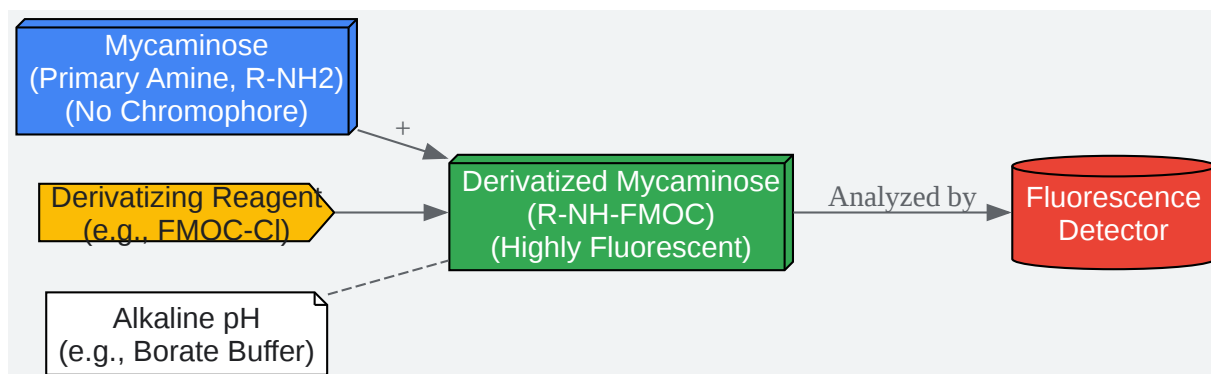 Mycaminose
(Primary Amine, R-NH2)
(No Chromophore)
+
Derivatizing Reagent
(e.g., FMOC-Cl)
Alkaline pH
(e.g., Borate Buffer)
Derivatized Mycaminose
(R-NH-FMOC)
(Highly Fluorescent)
Analyzed by
Fluorescence
Detector